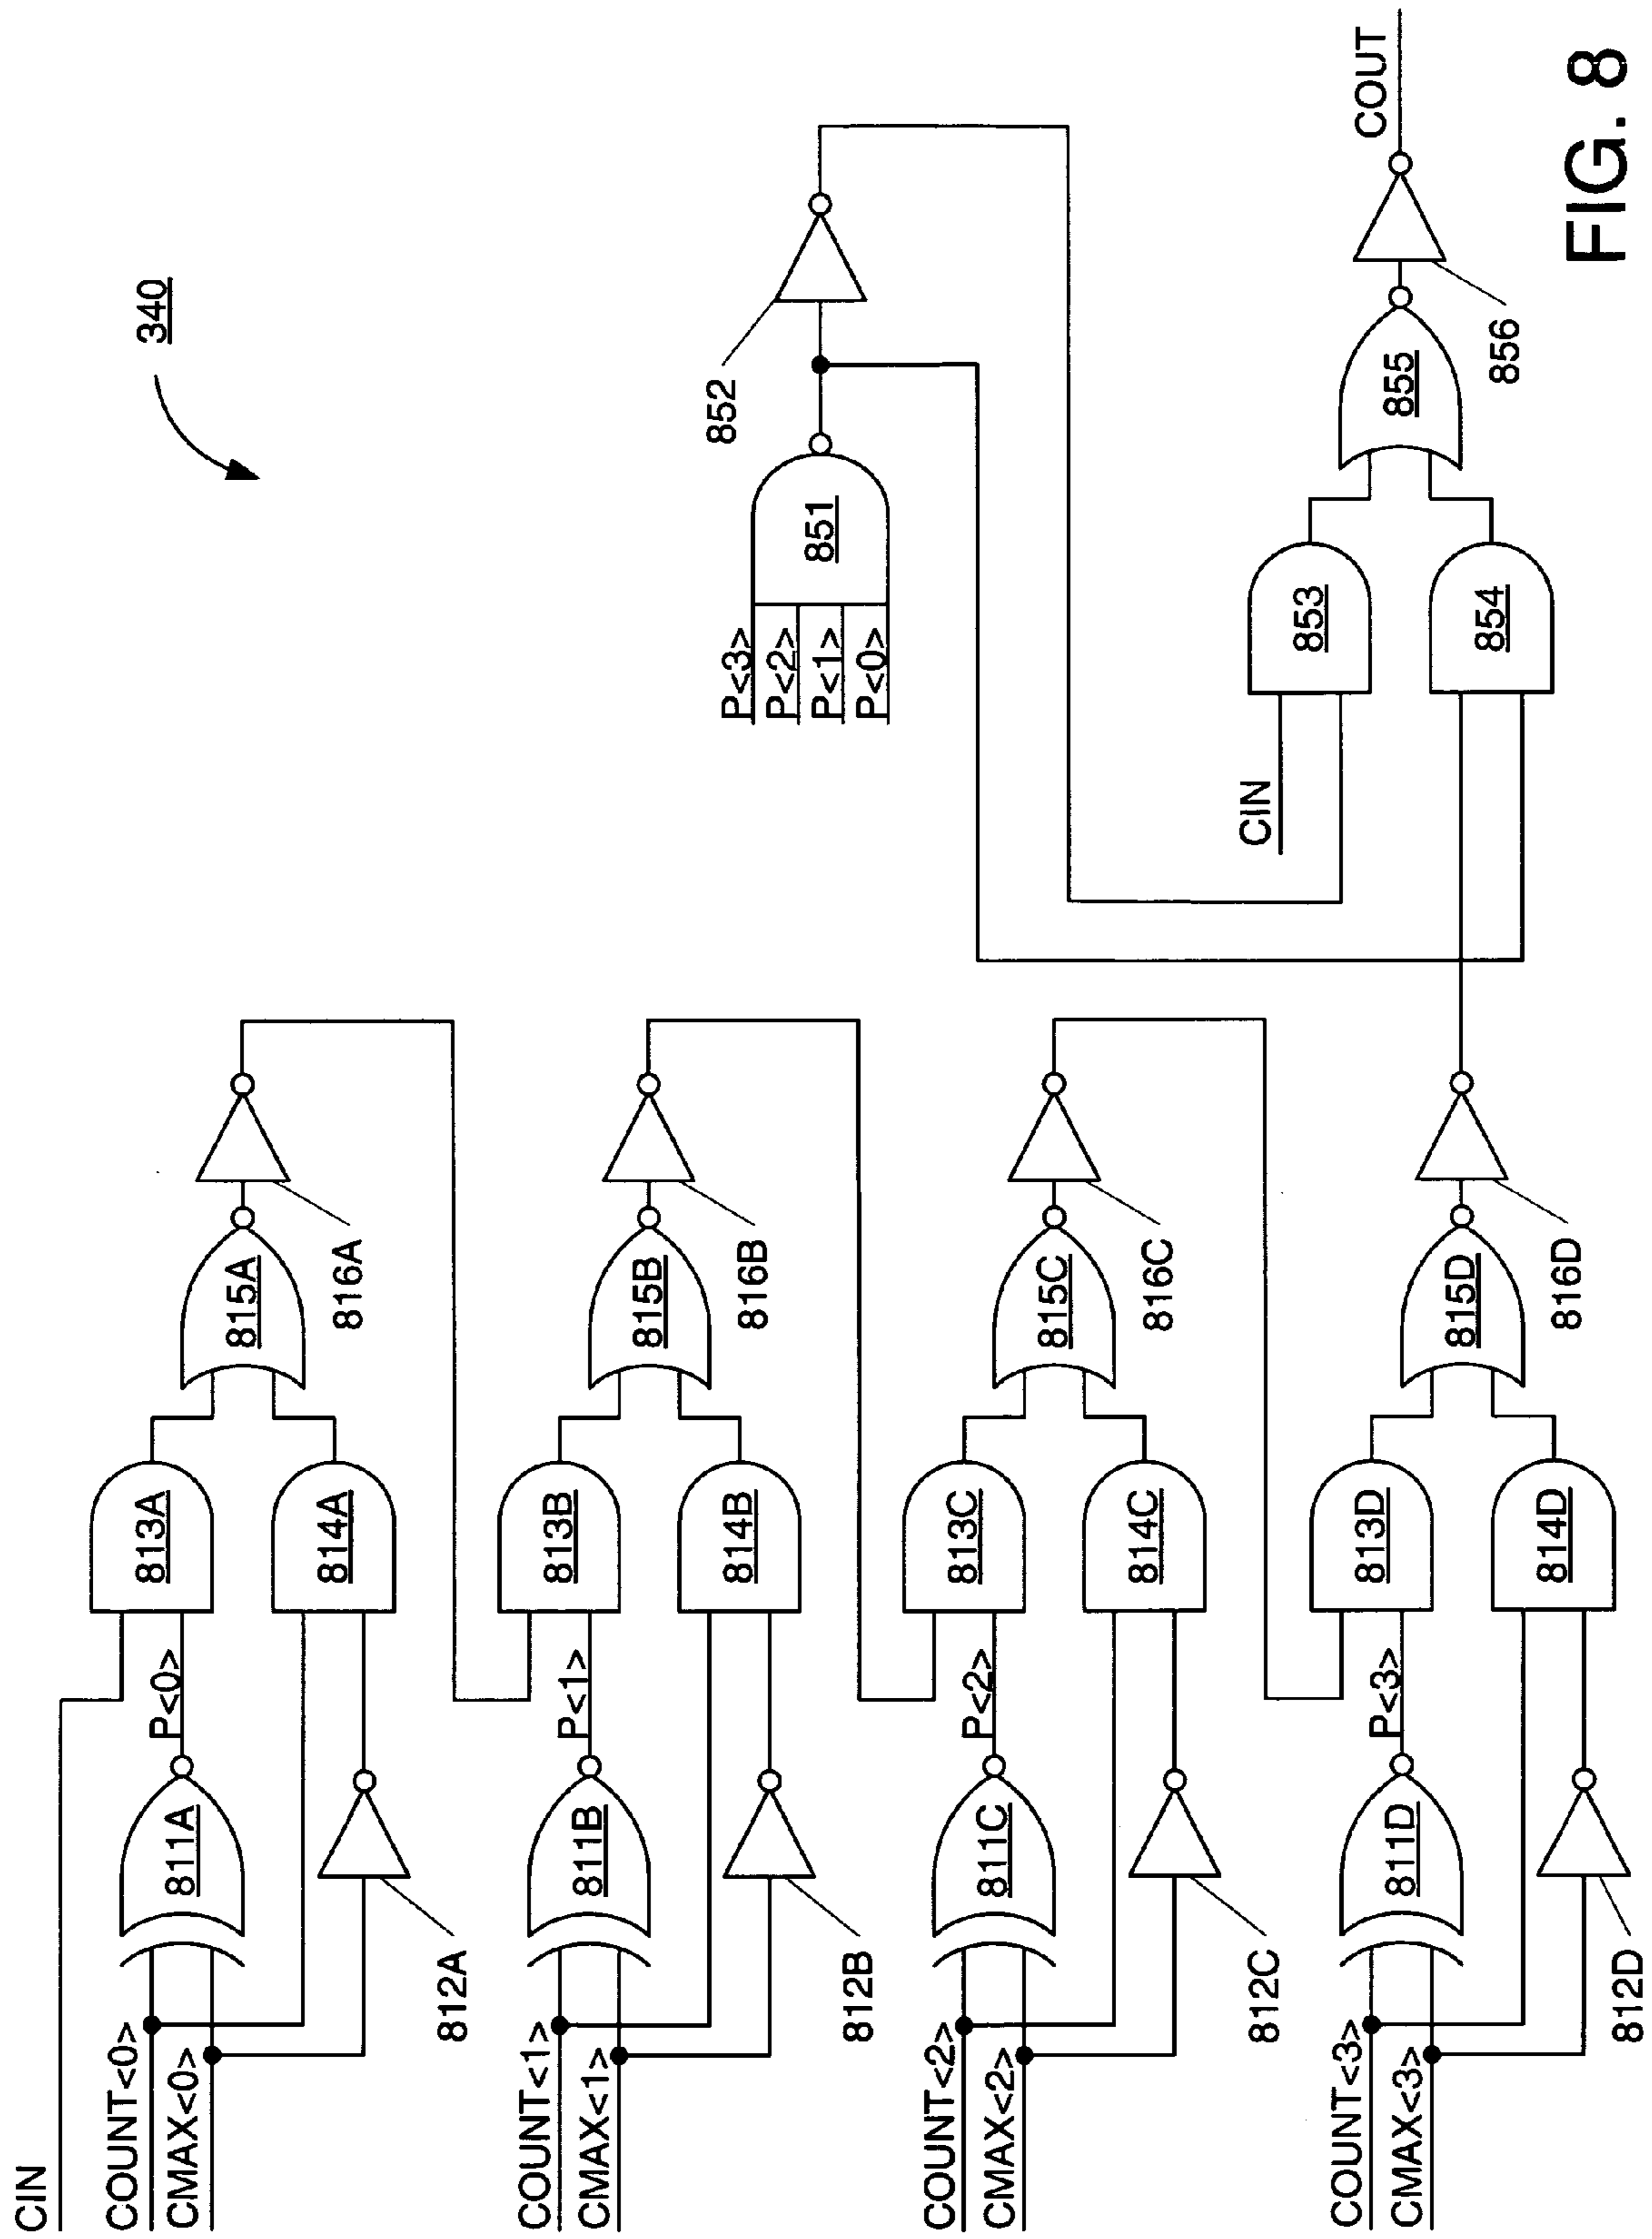 340
CIN
COUNT<0>
CMAX<0>
811A
812A
P<0>
813A
814A
815A
816A
COUNT<1>
CMAX<1>
811B
812B
P<1>
813B
814B
815B
816B
COUNT<2>
CMAX<2>
811C
812C
P<2>
813C
814C
815C
816C
COUNT<3>
CMAX<3>
811D
812D
P<3>
813D
814D
815D
816D
P<3>
P<2>
P<1>
P<0>
851
852
CIN
853
854
855
856
COUT
FIG. 8